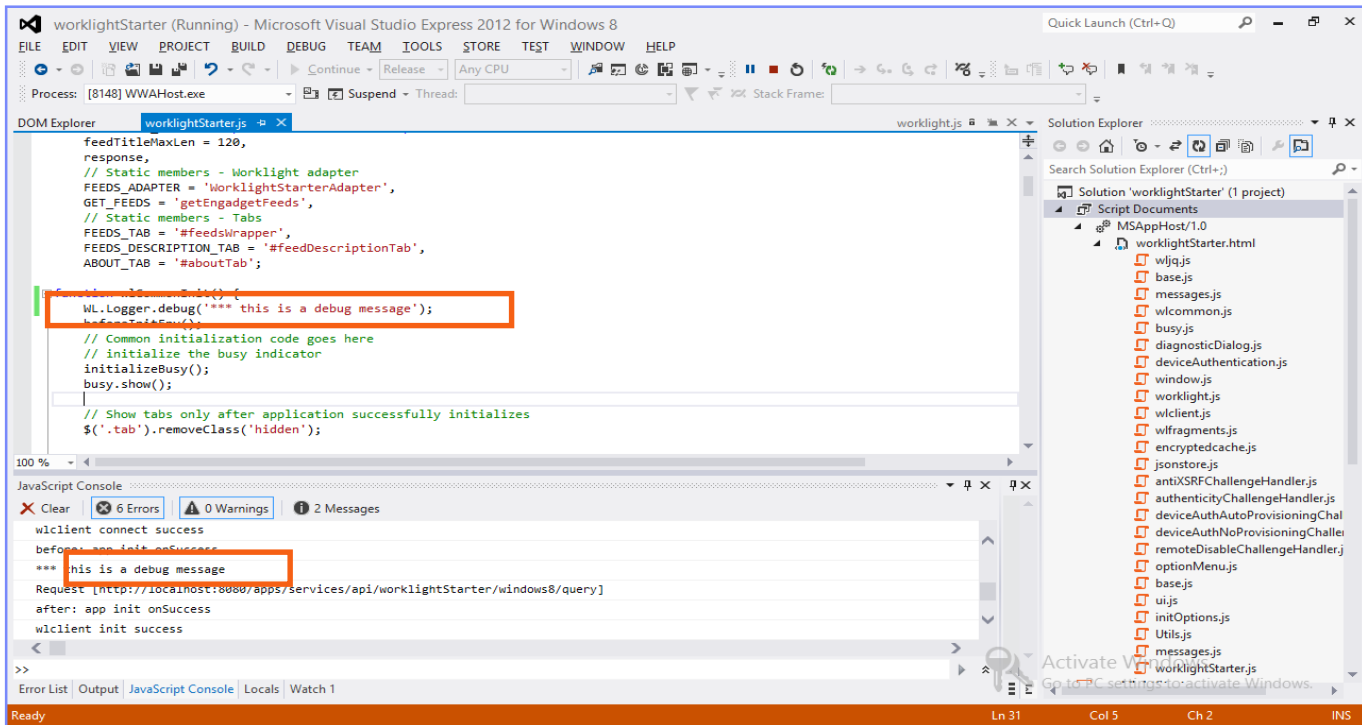 worklightStarter (Running) - Microsoft Visual Studio Express 2012 for Windows 8
Quick Launch (Ctrl+Q)
FILE EDIT VIEW PROJECT BUILD DEBUG TEAM TOOLS STORE TEST WINDOW HELP
Continue Release Any CPU
Process: [8148] WWAHost.exe Suspend Thread: Stack Frame:
DOM Explorer worklightStarter.js worklight.js
feedTitleMaxLen = 120,
response,
// Static members - Worklight adapter
FEEDS_ADAPTER = 'WorklightStarterAdapter',
GET_FEEDS = 'getEngadgetFeeds',
// Static members - Tabs
FEEDS_TAB = '#feedsWrapper',
FEEDS_DESCRIPTION_TAB = '#feedDescriptionTab',
ABOUT_TAB = '#aboutTab';
function wlCommonInit() {
WL.Logger.debug('*** this is a debug message');
beforeInitEnv();
// Common initialization code goes here
// initialize the busy indicator
initializeBusy();
busy.show();
// Show tabs only after application successfully initializes
$('.tab').removeClass('hidden');
100 %
JavaScript Console
Clear 6 Errors 0 Warnings 2 Messages
wlclient connect success
before: app init onSuccess
*** this is a debug message
Request [http://localhost:8080/apps/services/api/worklightStarter/windows8/query]
after: app init onSuccess
wlclient init success
>>
Error List Output JavaScript Console Locals Watch 1
Solution Explorer
Search Solution Explorer (Ctrl+;)
Solution 'worklightStarter' (1 project)
Script Documents
MSAppHost/1.0
worklightStarter.html
wljq.js
base.js
messages.js
wlcommon.js
busy.js
diagnosticDialog.js
deviceAuthentication.js
window.js
worklight.js
wlclient.js
wlfragments.js
encryptedcache.js
jsonstore.js
antiXSRFChallengeHandler.js
authenticityChallengeHandler.js
deviceAuthAutoProvisioningChal
deviceAuthNoProvisioningChaller
remoteDisableChallengeHandler.j
optionMenu.js
base.js
ui.js
initOptions.js
Utils.js
messages.js
worklightStarter.js
Activate Windows
Go to PC settings to activate Windows.
Ready Ln 31 Col 5 Ch 2 INS